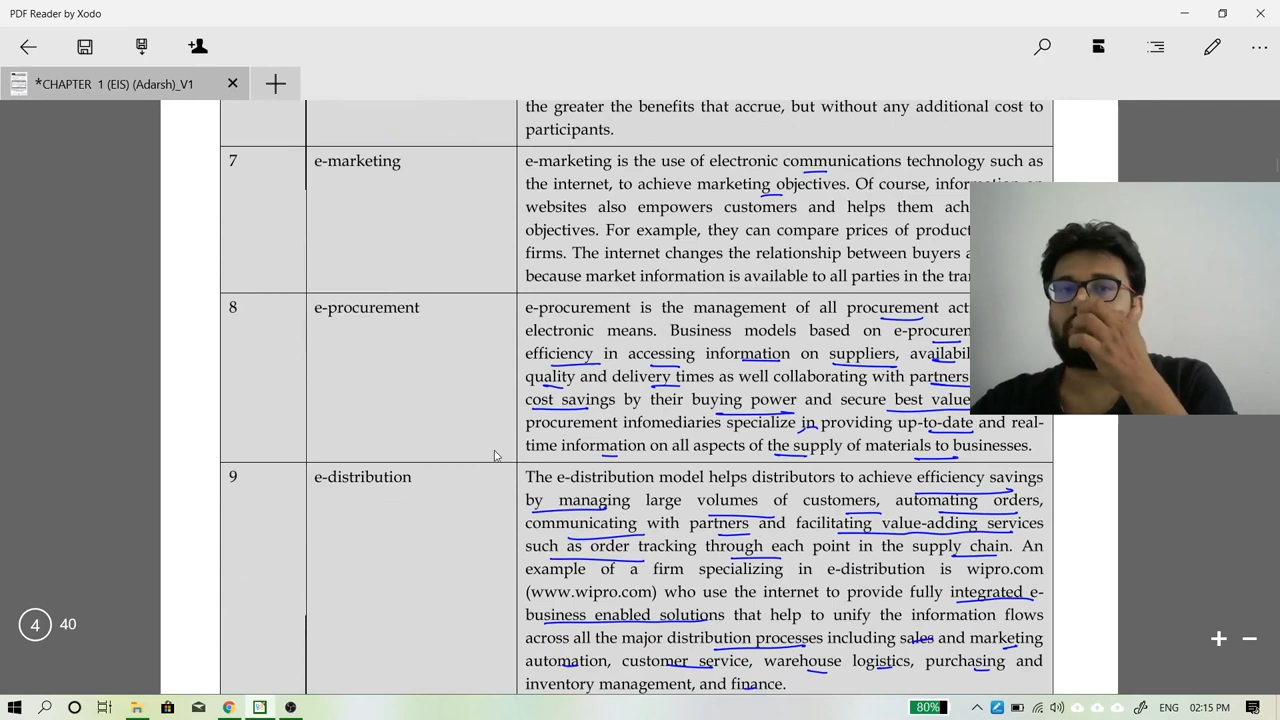 PDF Reader by Xodo
*CHAPTER 1 (EIS) (Adarsh)_V1
the greater the benefits that accrue, but without any additional cost to
participants.
7 e-marketing e-marketing is the use of electronic communications technology such as
the internet, to achieve marketing objectives. Of course,
websites also empowers customers and helps them
objectives. For example, they can compare prices of
firms. The internet changes the relationship between buyers
because market information is available to all parties in the
8 e-procurement e-procurement is the management of all procurement
electronic means. Business models based on
efficiency in accessing information on suppliers,
quality and delivery times as well collaborating with partners
cost savings by their buying power and secure best value
procurement infomediaries specialize in providing up-to-date and real-
time information on all aspects of the supply of materials to businesses.
9 e-distribution The e-distribution model helps distributors to achieve efficiency savings
by managing large volumes of customers, automating orders,
communicating with partners and facilitating value-adding services
such as order tracking through each point in the supply chain. An
example of a firm specializing in e-distribution is wipro.com
(www.wipro.com) who use the internet to provide fully integrated e-
business enabled solutions that help to unify the information flows
across all the major distribution processes including sales and marketing
automation, customer service, warehouse logistics, purchasing and
inventory management, and finance.
4 40
80% ENG 02:15 PM